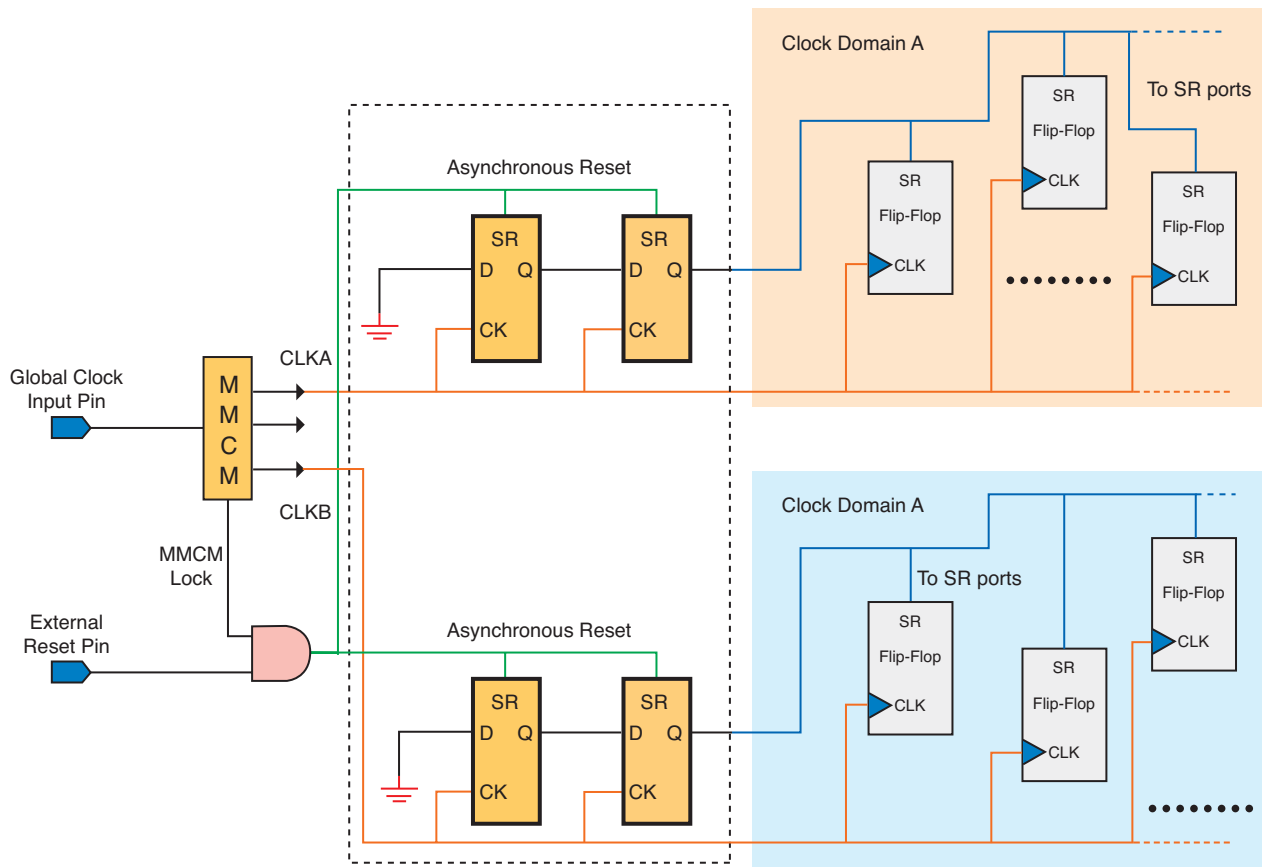 Clock Domain A
To SR ports
SR
Flip-Flop
CLK
SR
Flip-Flop
CLK
SR
Flip-Flop
CLK
Asynchronous Reset
SR
D Q
CK
SR
D Q
CK
CLKA
Global Clock
Input Pin
M
M
C
M
CLKB
MMCM
Lock
External
Reset Pin
Asynchronous Reset
SR
D Q
CK
SR
D Q
CK
Clock Domain A
To SR ports
SR
Flip-Flop
CLK
SR
Flip-Flop
CLK
SR
Flip-Flop
CLK